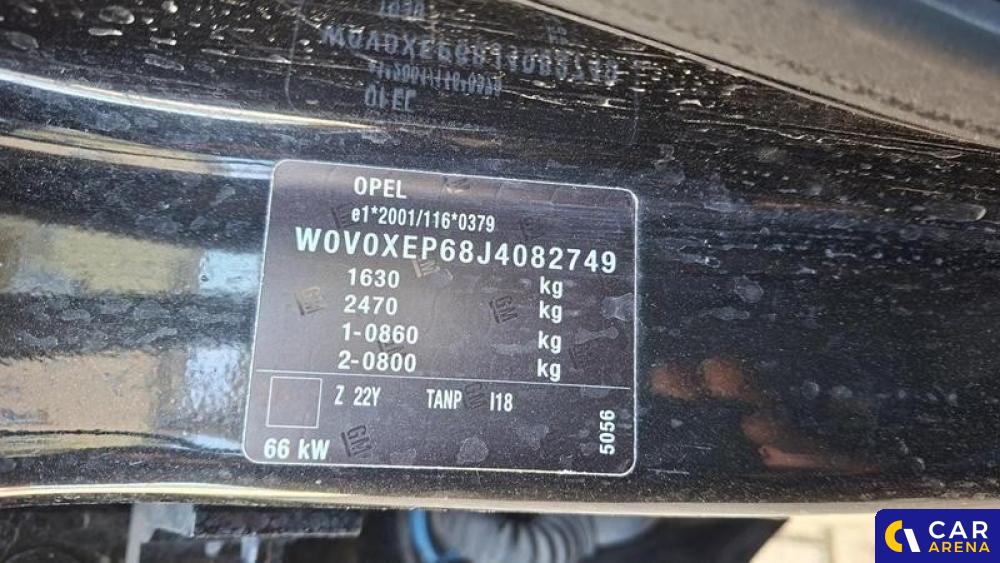 OPEL
e1*2001/116*0379
W0V0XEP68J4082749
1630 kg
2470 kg
1-0860 kg
2-0800 kg
Z 22Y TANP I18
66 kW
5056
GM
CAR
ARENA